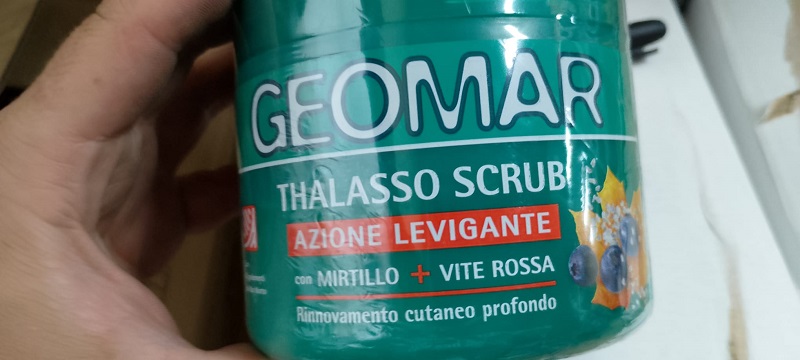 GEOMAR
THALASSO SCRUB
AZIONE LEVIGANTE
con MIRTILLO + VITE ROSSA
Rinnovamento cutaneo profondo